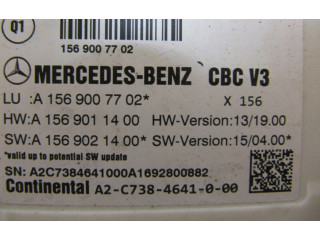 Q1
156 900 77 02
MERCEDES-BENZ CBC V3
LU :A 156 900 77 02* X 156
HW:A 156 901 14 00 HW-Version:13/19.00
SW:A 156 902 14 00* SW-Version:15/04.00*
*valid up to potential SW update
SN: A2C7384641000A1692800882
Continental A2-C738-4641-0-00